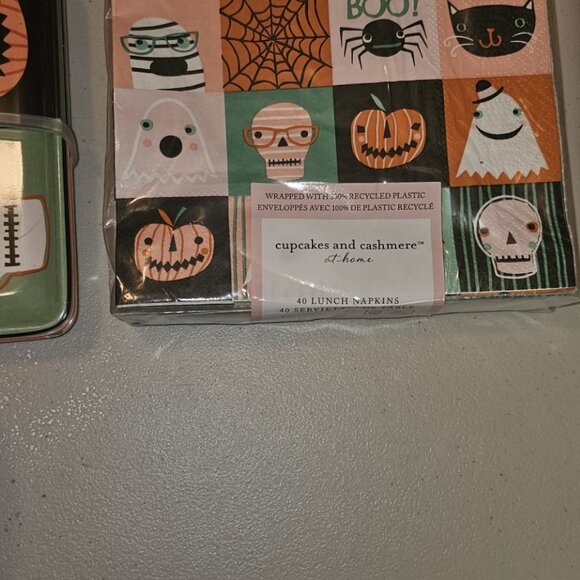 BOO!
WRAPPED WITH 100% RECYCLED PLASTIC
ENVELOPPÉS AVEC 100% DE PLASTIC RECYCLÉ
cupcakes and cashmere™
at home
40 LUNCH NAPKINS
40